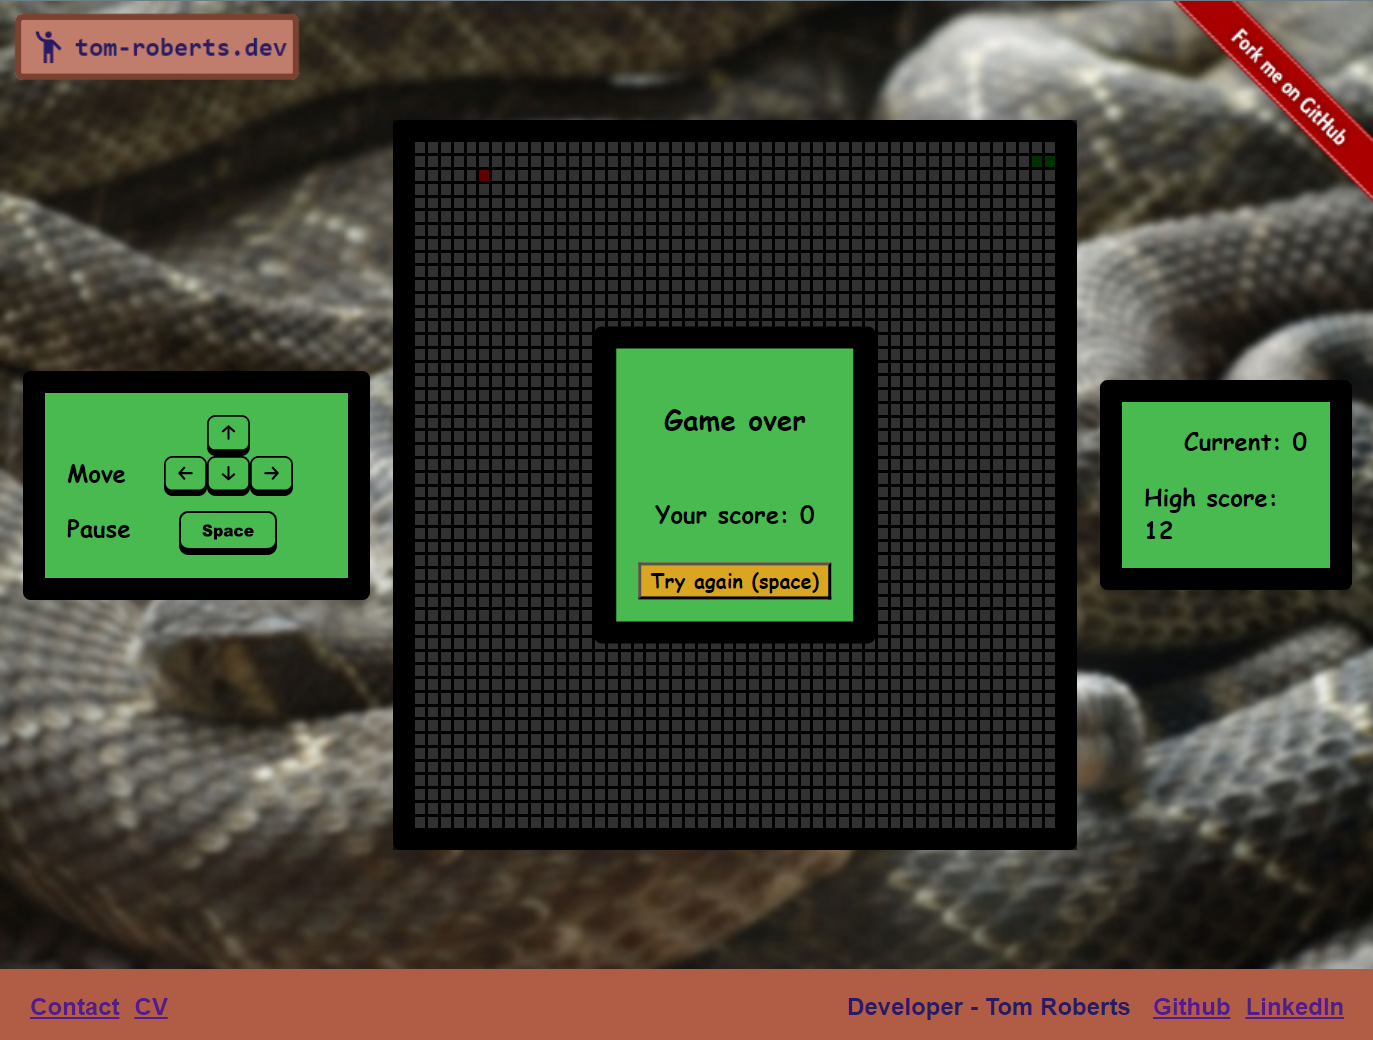 tom-roberts.dev
Fork me on GitHub
Game over
Your score: 0
Try again (space)
↑
Move ← ↓ →
Pause Space
Current: 0
High score:
12
Contact CV
Developer - Tom Roberts Github LinkedIn